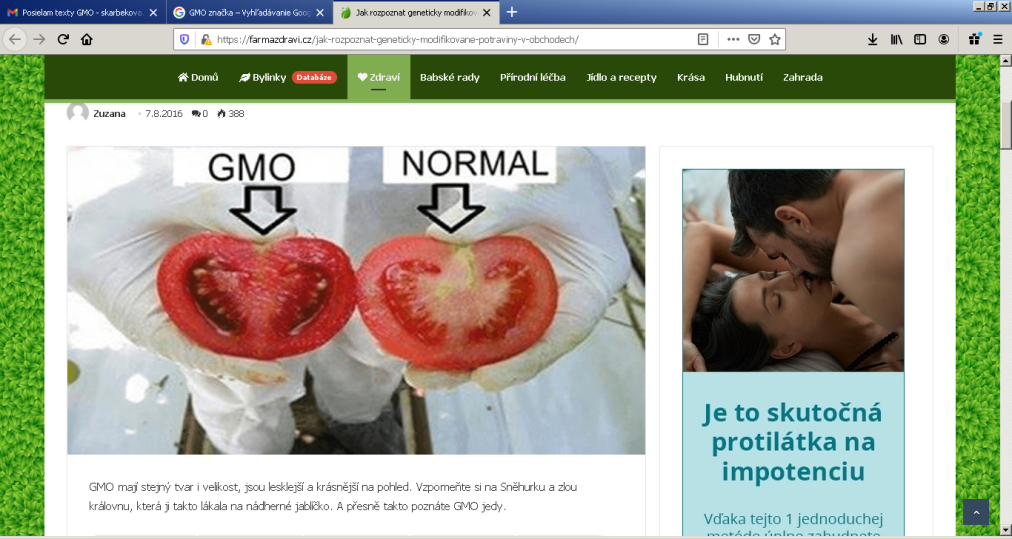 Posielam texty GMO - skarbekova
GMO značka – Vyhľadávanie Goog
Jak rozpoznat geneticky modifikov
https://farmazdravi.cz/jak-rozpoznat-geneticky-modifikovane-potraviny-v-obchodech/
Domů
Bylinky
Databáze
Zdraví
Babské rady
Přírodní léčba
Jídlo a recepty
Krása
Hubnutí
Zahrada
Zuzana
7.8.2016
0
388
GMO
NORMAL
GMO mají stejný tvar i velikost, jsou lesklejší a krásnější na pohled. Vzpomeňte si na Sněhurku a zlou
královnu, která ji takto lákala na nádherné jablíčko. A přesně takto poznáte GMO jedy.
Je to skutočná
protilátka na
impotenciu
Vďaka tejto 1 jednoduchej
metóde úplne zabudnete